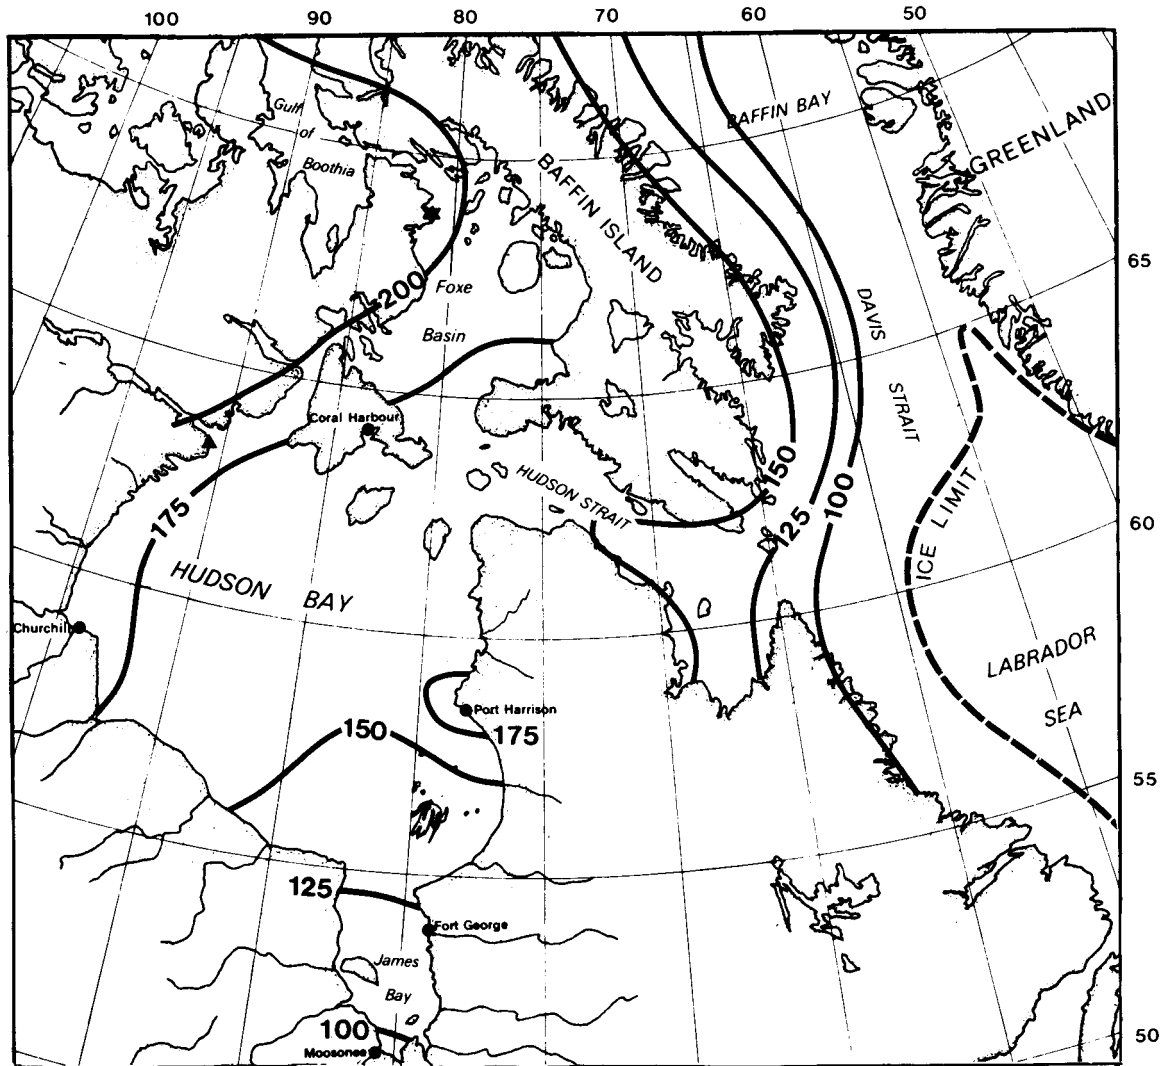 100 90 80 70 60 50
BAFFIN BAY
GREENLAND
Gulf
of
Boothia
BAFFIN ISLAND
65
200
Foxe
Basin
DAVIS
STRAIT
Coral Harbour
150
HUDSON STRAIT
175
125
100
ICE LIMIT
60
HUDSON BAY
Churchill
LABRADOR
SEA
Port Harrison
175
150
55
125
Fort George
James
Bay
100
Moosonee
50